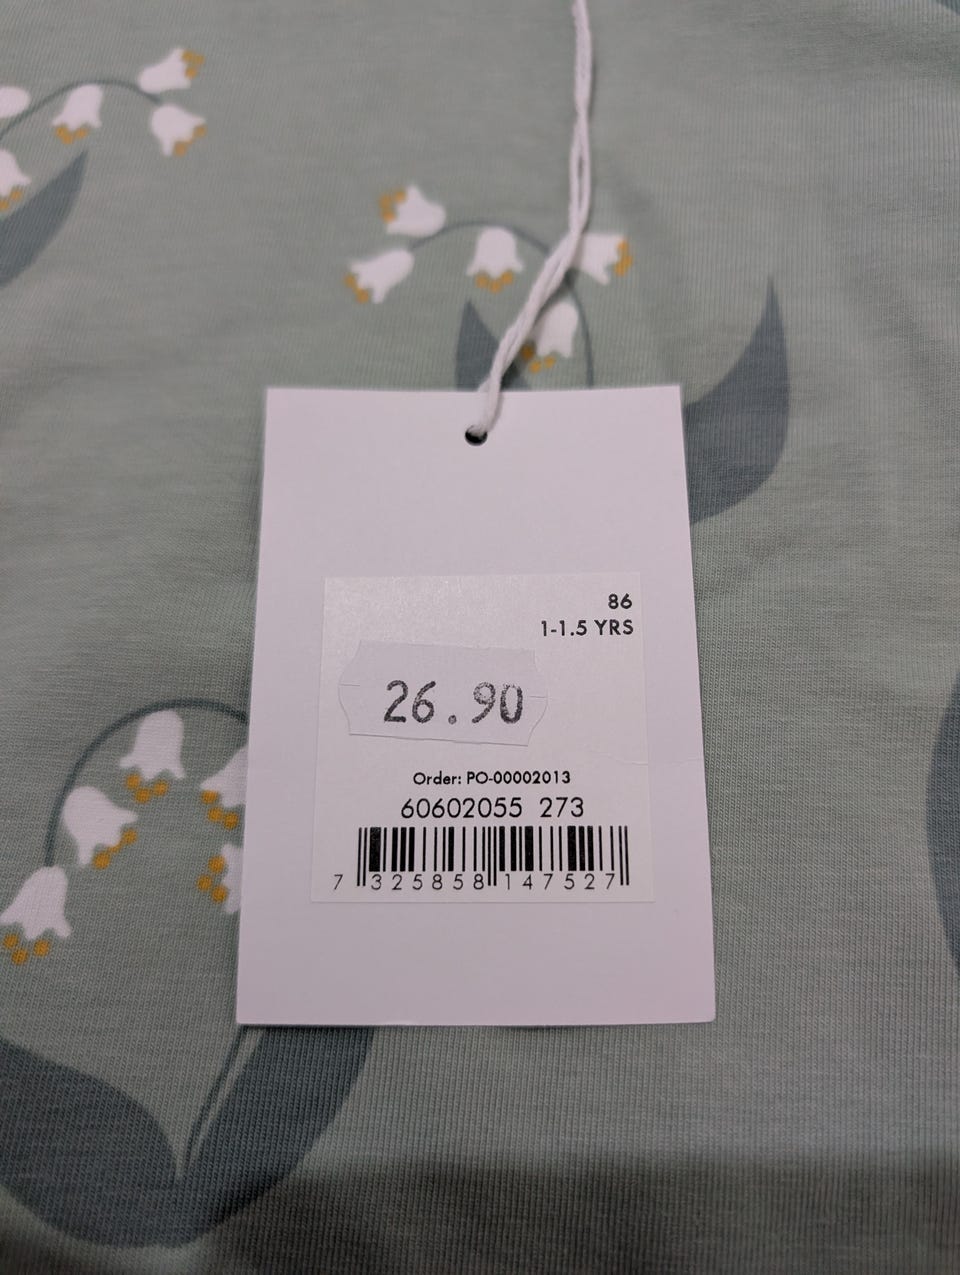 86
1-1.5 YRS
26.90
Order: PO-00002013
60602055 273
7 325858 147527